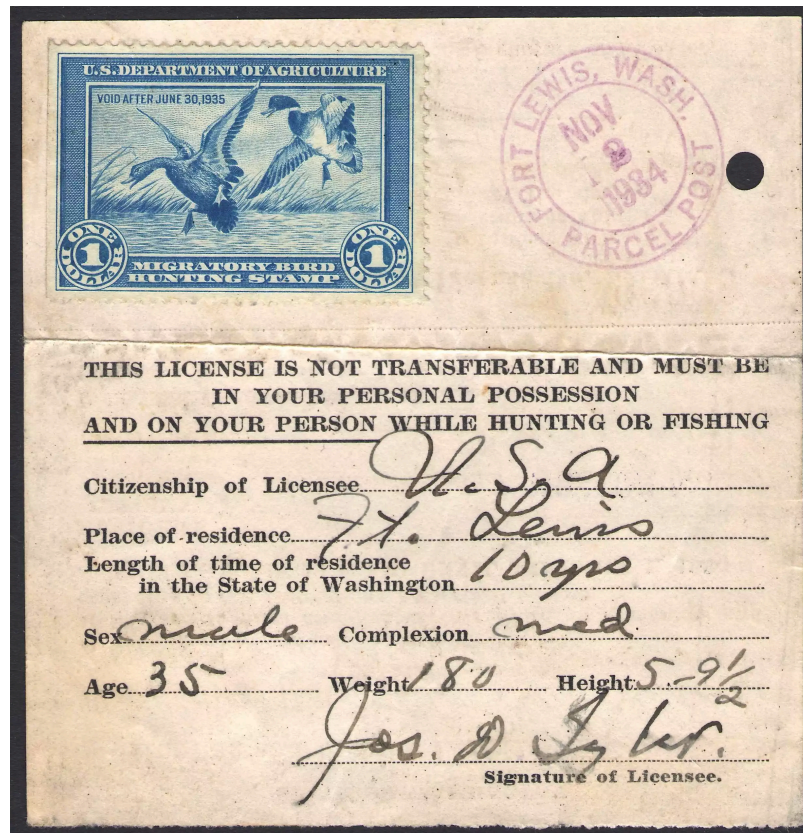 U.S. DEPARTMENT OF AGRICULTURE
VOID AFTER JUNE 30, 1935
ONE 1 DOLLAR
MIGRATORY BIRD
HUNTING STAMP
ONE 1 DOLLAR
FORT LEWIS, WASH.
NOV
1934
PARCEL POST
THIS LICENSE IS NOT TRANSFERABLE AND MUST BE
IN YOUR PERSONAL POSSESSION
AND ON YOUR PERSON WHILE HUNTING OR FISHING
Citizenship of Licensee U.S.A
Place of residence Ft. Lewis
Length of time of residence
in the State of Washington 10 yrs
Sex male Complexion med
Age 35 Weight 180 Height 5-9 1/2
Jos. D
Signature of Licensee.